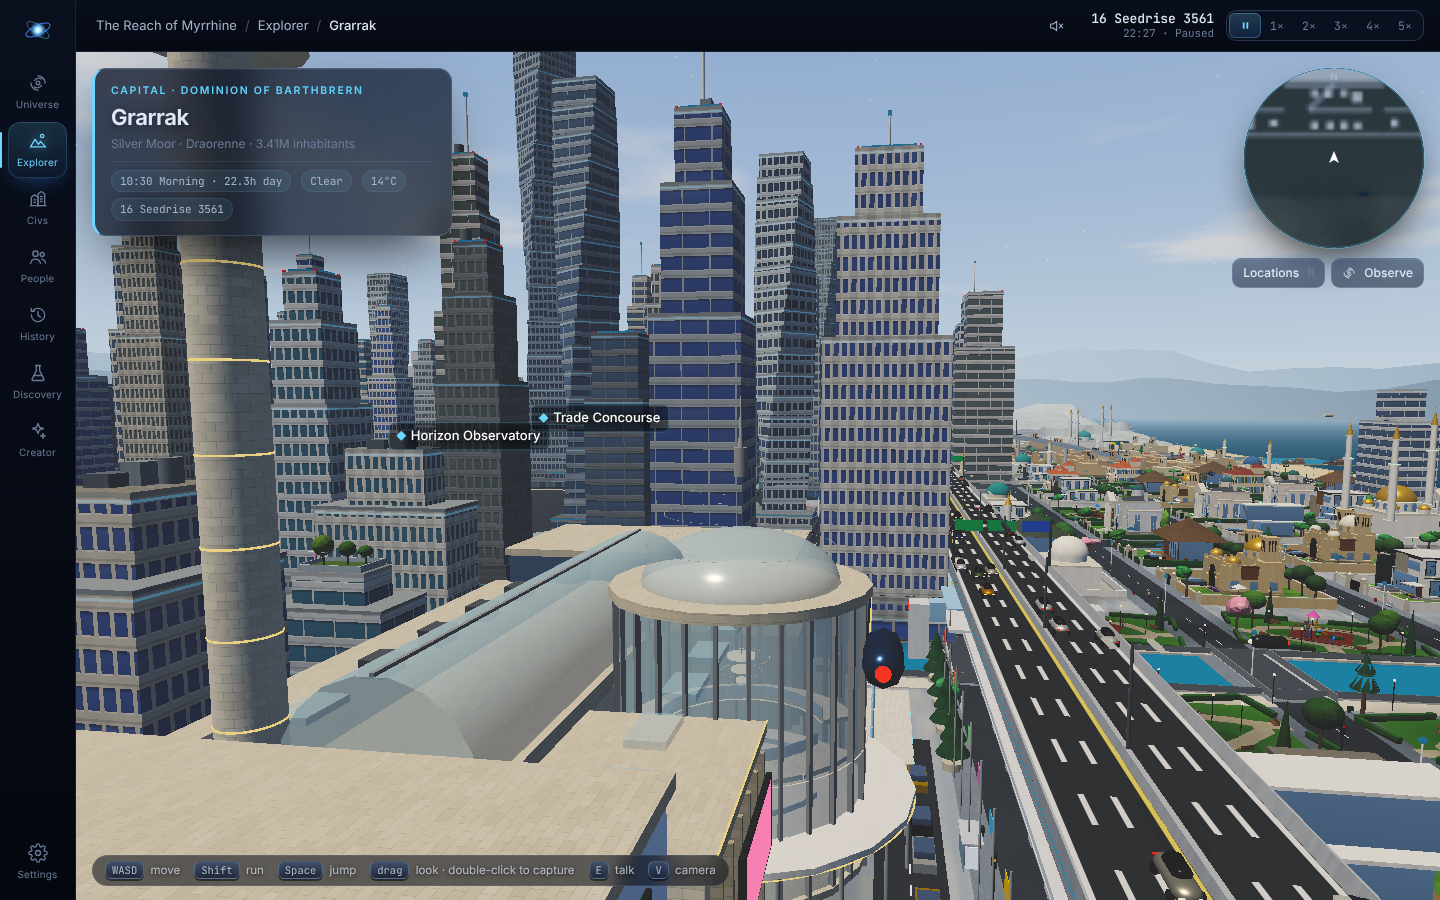 The Reach of Myrrhine / Explorer / Grarrak
16 Seedrise 3561
22:27 · Paused
1× 2× 3× 4× 5×
Universe
Explorer
Civs
People
History
Discovery
Creator
Settings
CAPITAL · DOMINION OF BARTHBRERN
Grarrak
Silver Moor · Draorenne · 3.41M inhabitants
10:30 Morning · 22.3h day
Clear
14°C
16 Seedrise 3561
N
Locations M
Observe
Trade Concourse
Horizon Observatory
WASD move Shift run Space jump drag look · double-click to capture E talk V camera